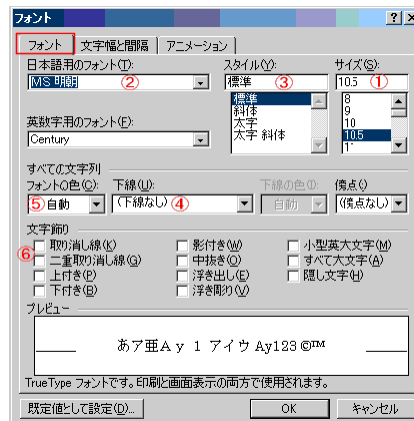 フォント ? ×
フォント 文字幅と間隔 アニメーション
日本語用のフォント(T): スタイル(Y): サイズ(S):
MS 明朝 ② 標準 ③ 10.5 ①
標準 8
斜体 9
英数字用のフォント(F): 太字 10
Century 太字 斜体 10.5
すべての文字列
フォントの色(C): 下線(U): 下線の色(I): 傍点(·)
⑤ 自動 (下線なし) ④ 自動 (傍点なし)
文字飾り
⑥ 取り消し線(K) 影付き(W) 小型英大文字(M)
二重取り消し線(G) 中抜き(O) すべて大文字(A)
上付き(P) 浮き出し(E) 隠し文字(H)
下付き(B) 浮き彫り(V)
プレビュー
あア亜Ay 1 アイウ Ay123 ©™
TrueType フォントです。印刷と画面表示の両方で使用されます。
既定値として設定(D)... OK キャンセル